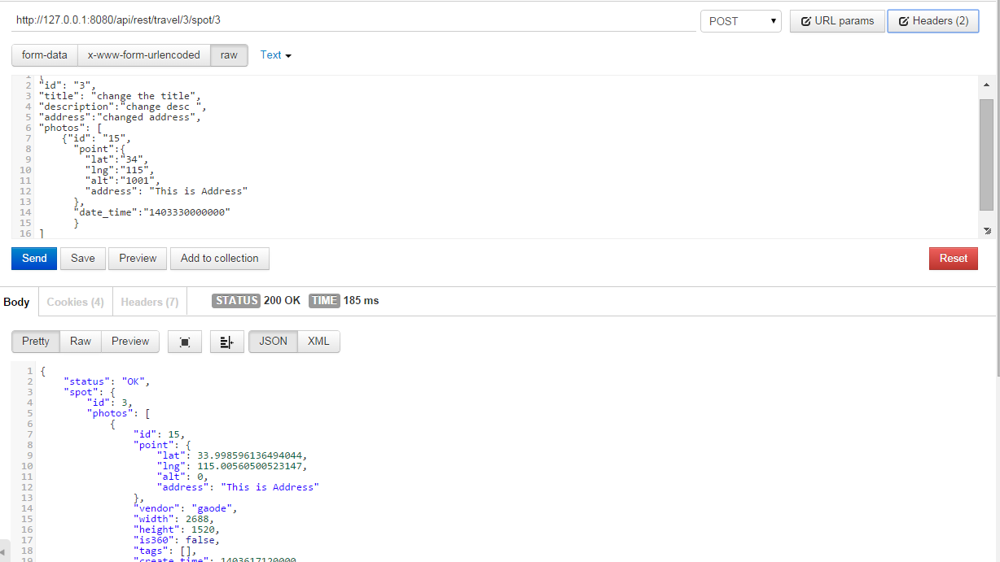 http://127.0.0.1:8080/api/rest/travel/3/spot/3 POST URL params Headers (2)
form-data x-www-form-urlencoded raw Text
1 {
2 "id": "3",
3 "title": "change the title",
4 "description":"change desc ",
5 "address":"changed address",
6 "photos": [
7 {"id": "15",
8 "point":{
9 "lat":"34",
10 "lng":"115",
11 "alt":"1001",
12 "address": "This is Address"
13 },
14 "date_time":"1403330000000"
15 }
16 ]
Send Save Preview Add to collection Reset
Body Cookies (4) Headers (7) STATUS 200 OK TIME 185 ms
Pretty Raw Preview JSON XML
1 {
2 "status": "OK",
3 "spot": {
4 "id": 3,
5 "photos": [
6 {
7 "id": 15,
8 "point": {
9 "lat": 33.998596136494044,
10 "lng": 115.00560500523147,
11 "alt": 0,
12 "address": "This is Address"
13 },
14 "vendor": "gaode",
15 "width": 2688,
16 "height": 1520,
17 "is360": false,
18 "tags": [],
19 "create_time": 1403617120000